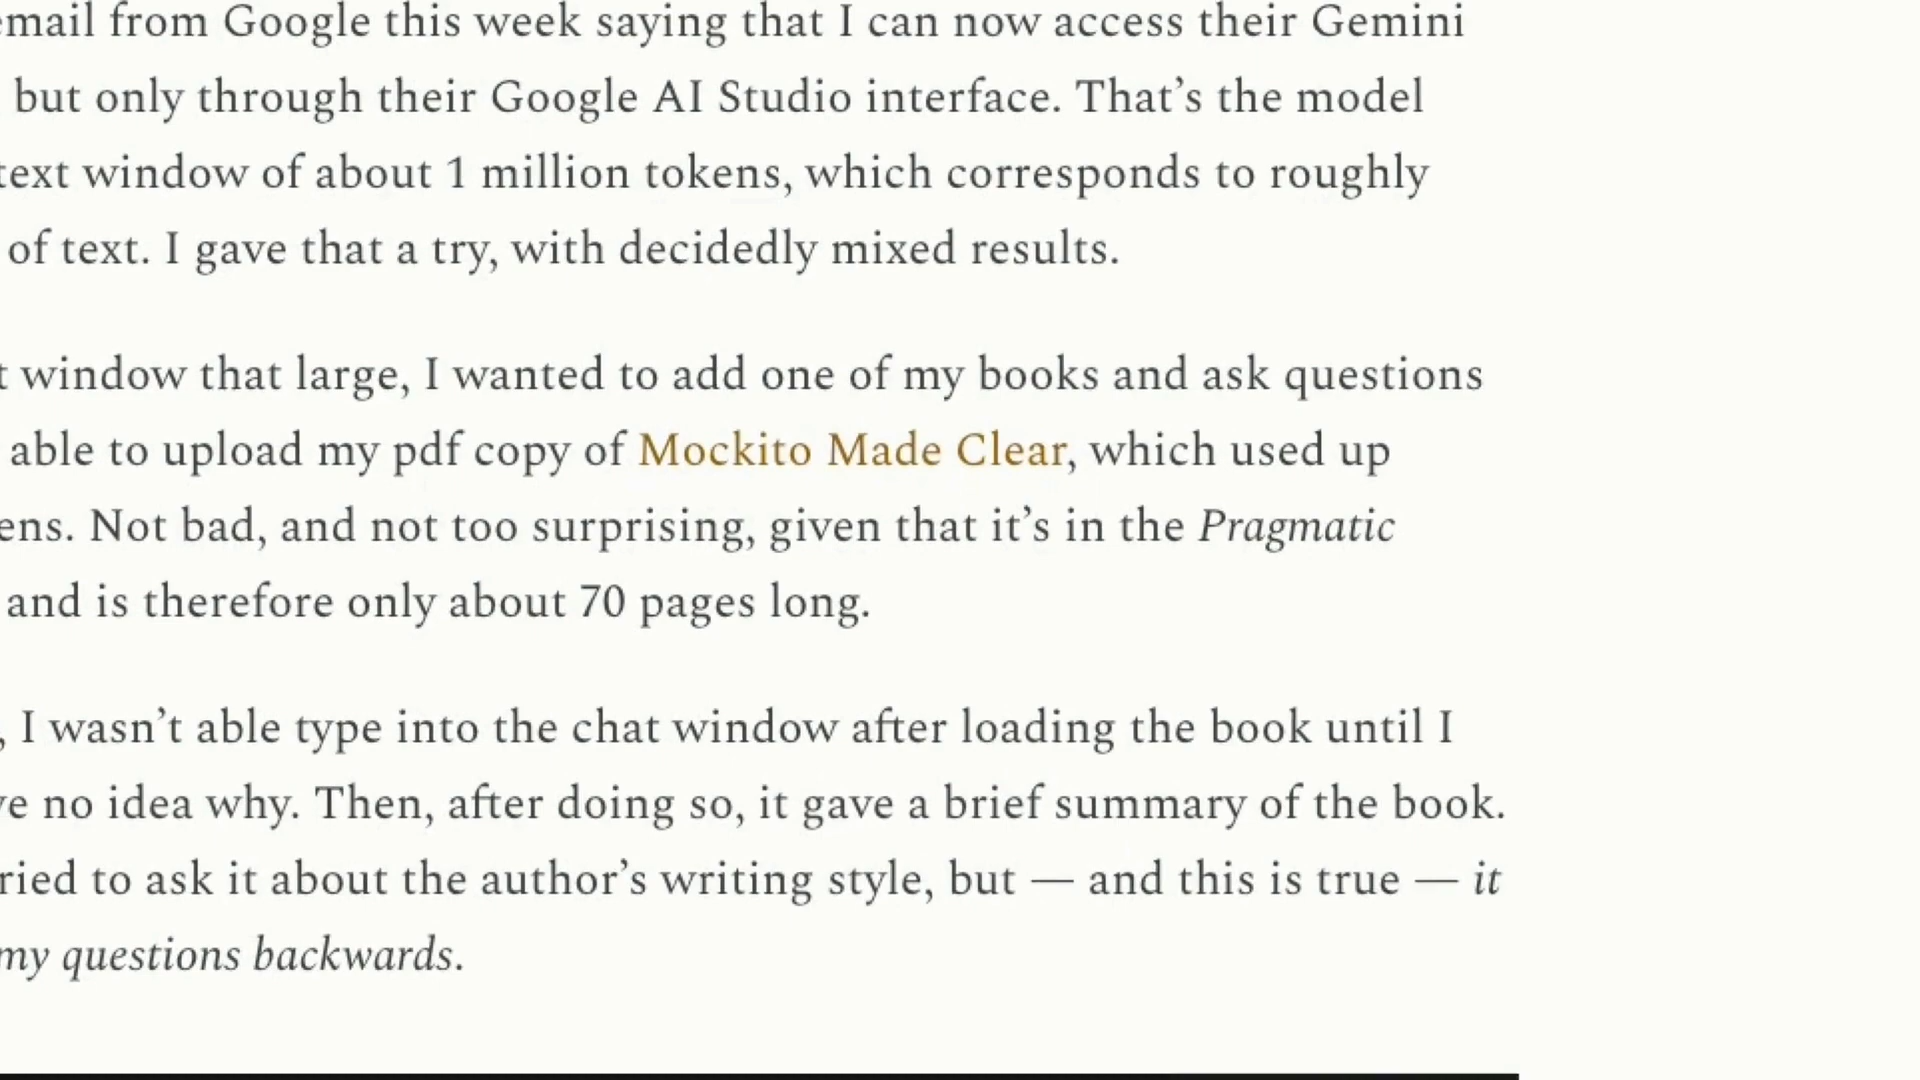 email from Google this week saying that I can now access their Gemini
but only through their Google AI Studio interface. That’s the model
text window of about 1 million tokens, which corresponds to roughly
of text. I gave that a try, with decidedly mixed results.
t window that large, I wanted to add one of my books and ask questions
able to upload my pdf copy of Mockito Made Clear, which used up
ens. Not bad, and not too surprising, given that it’s in the Pragmatic
and is therefore only about 70 pages long.
, I wasn’t able type into the chat window after loading the book until I
ve no idea why. Then, after doing so, it gave a brief summary of the book.
ried to ask it about the author’s writing style, but — and this is true — it
my questions backwards.